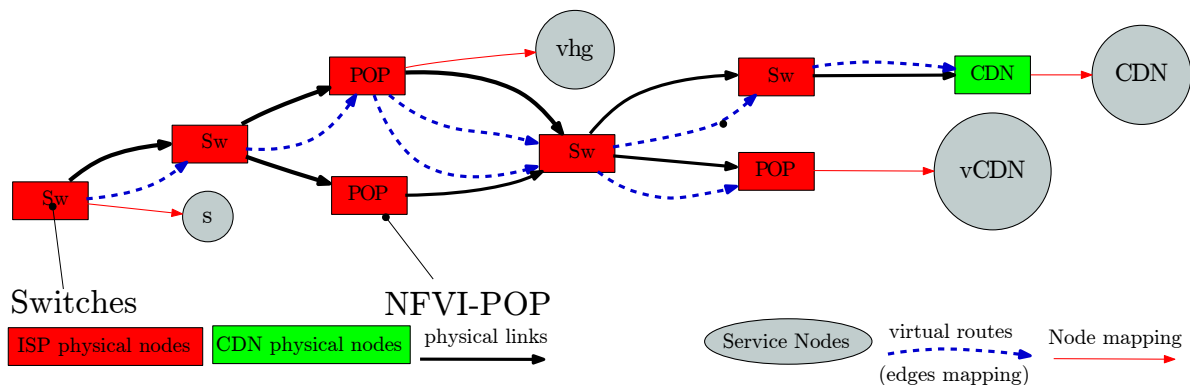 vhg
POP
Sw
CDN
CDN
Sw
Sw
POP
vCDN
Sw
POP
s
Switches
NFVI-POP
ISP physical nodes
CDN physical nodes
physical links
Service Nodes
virtual routes
(edges mapping)
Node mapping